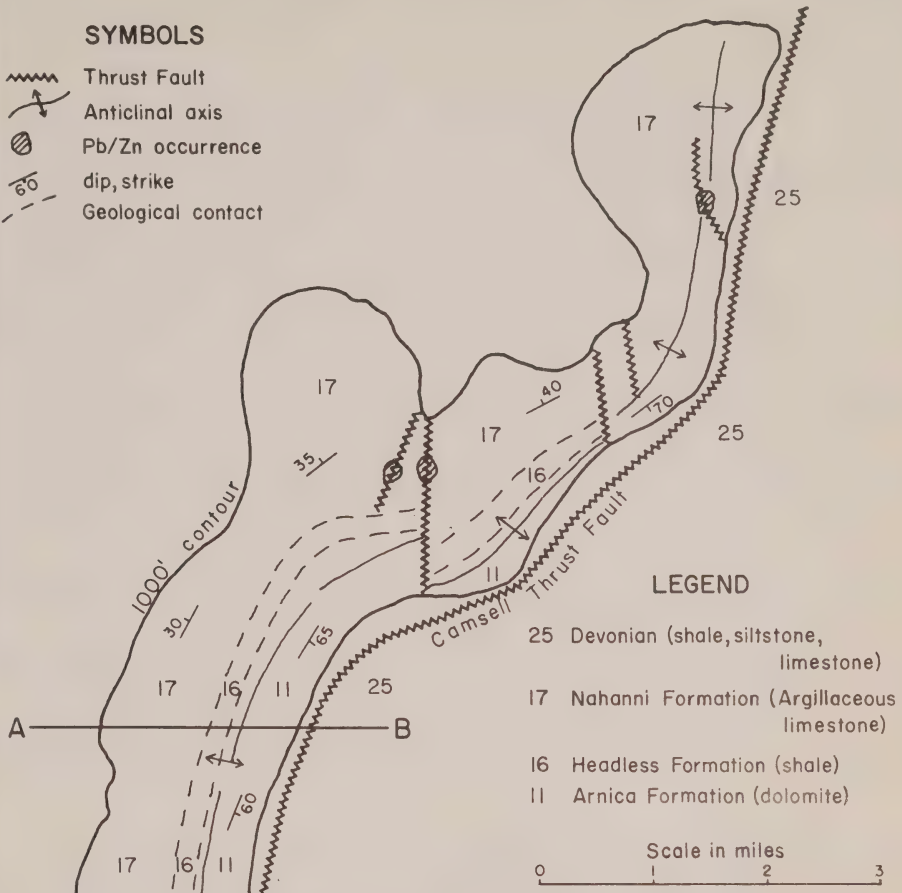 SYMBOLS
Thrust Fault
Anticlinal axis
Pb/Zn occurrence
60
dip, strike
Geological contact
17
25
17
40
17
70
25
35
16
1000' contour
11
Camsell Thrust Fault
30
65
17
16
11
25
A
B
60
17
16
11
LEGEND
25 Devonian (shale, siltstone,
limestone)
17 Nahanni Formation (Argillaceous
limestone)
16 Headless Formation (shale)
11 Arnica Formation (dolomite)
Scale in miles
0 1 2 3